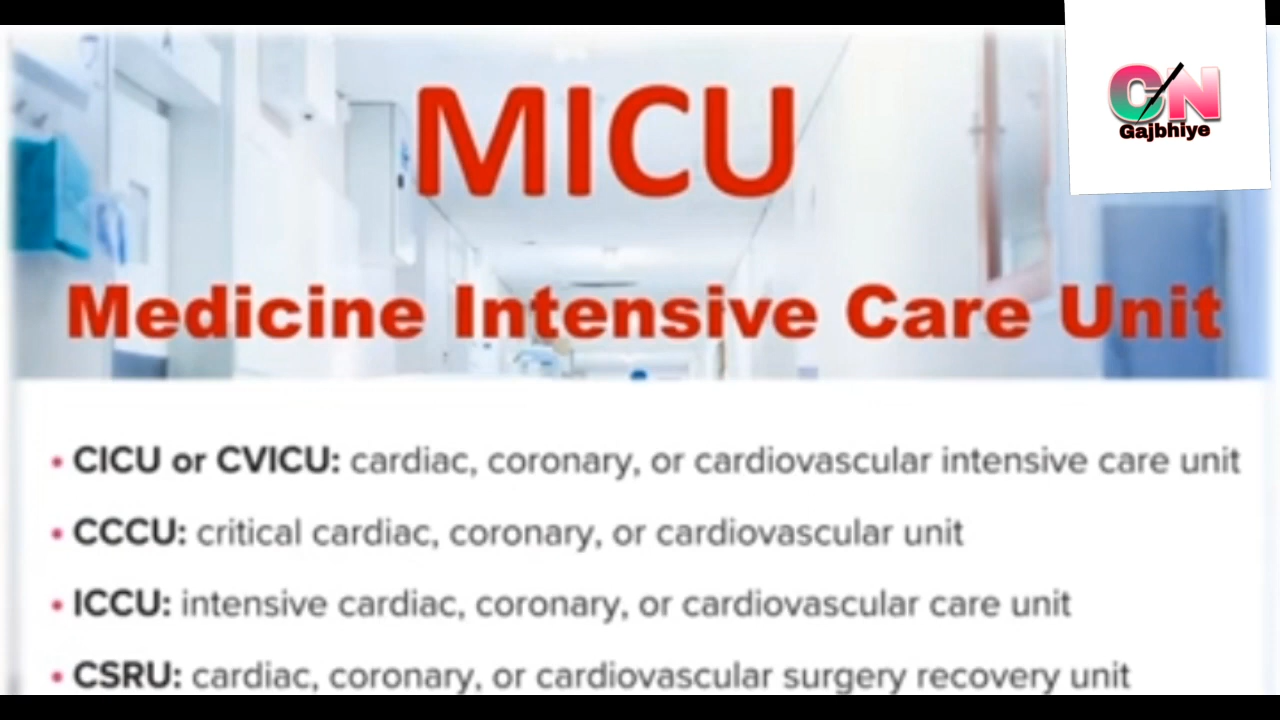 MICU
CN
Gajbhiye
Medicine Intensive Care Unit
• CICU or CVICU: cardiac, coronary, or cardiovascular intensive care unit
• CCCU: critical cardiac, coronary, or cardiovascular unit
• ICCU: intensive cardiac, coronary, or cardiovascular care unit
• CSRU: cardiac, coronary, or cardiovascular surgery recovery unit